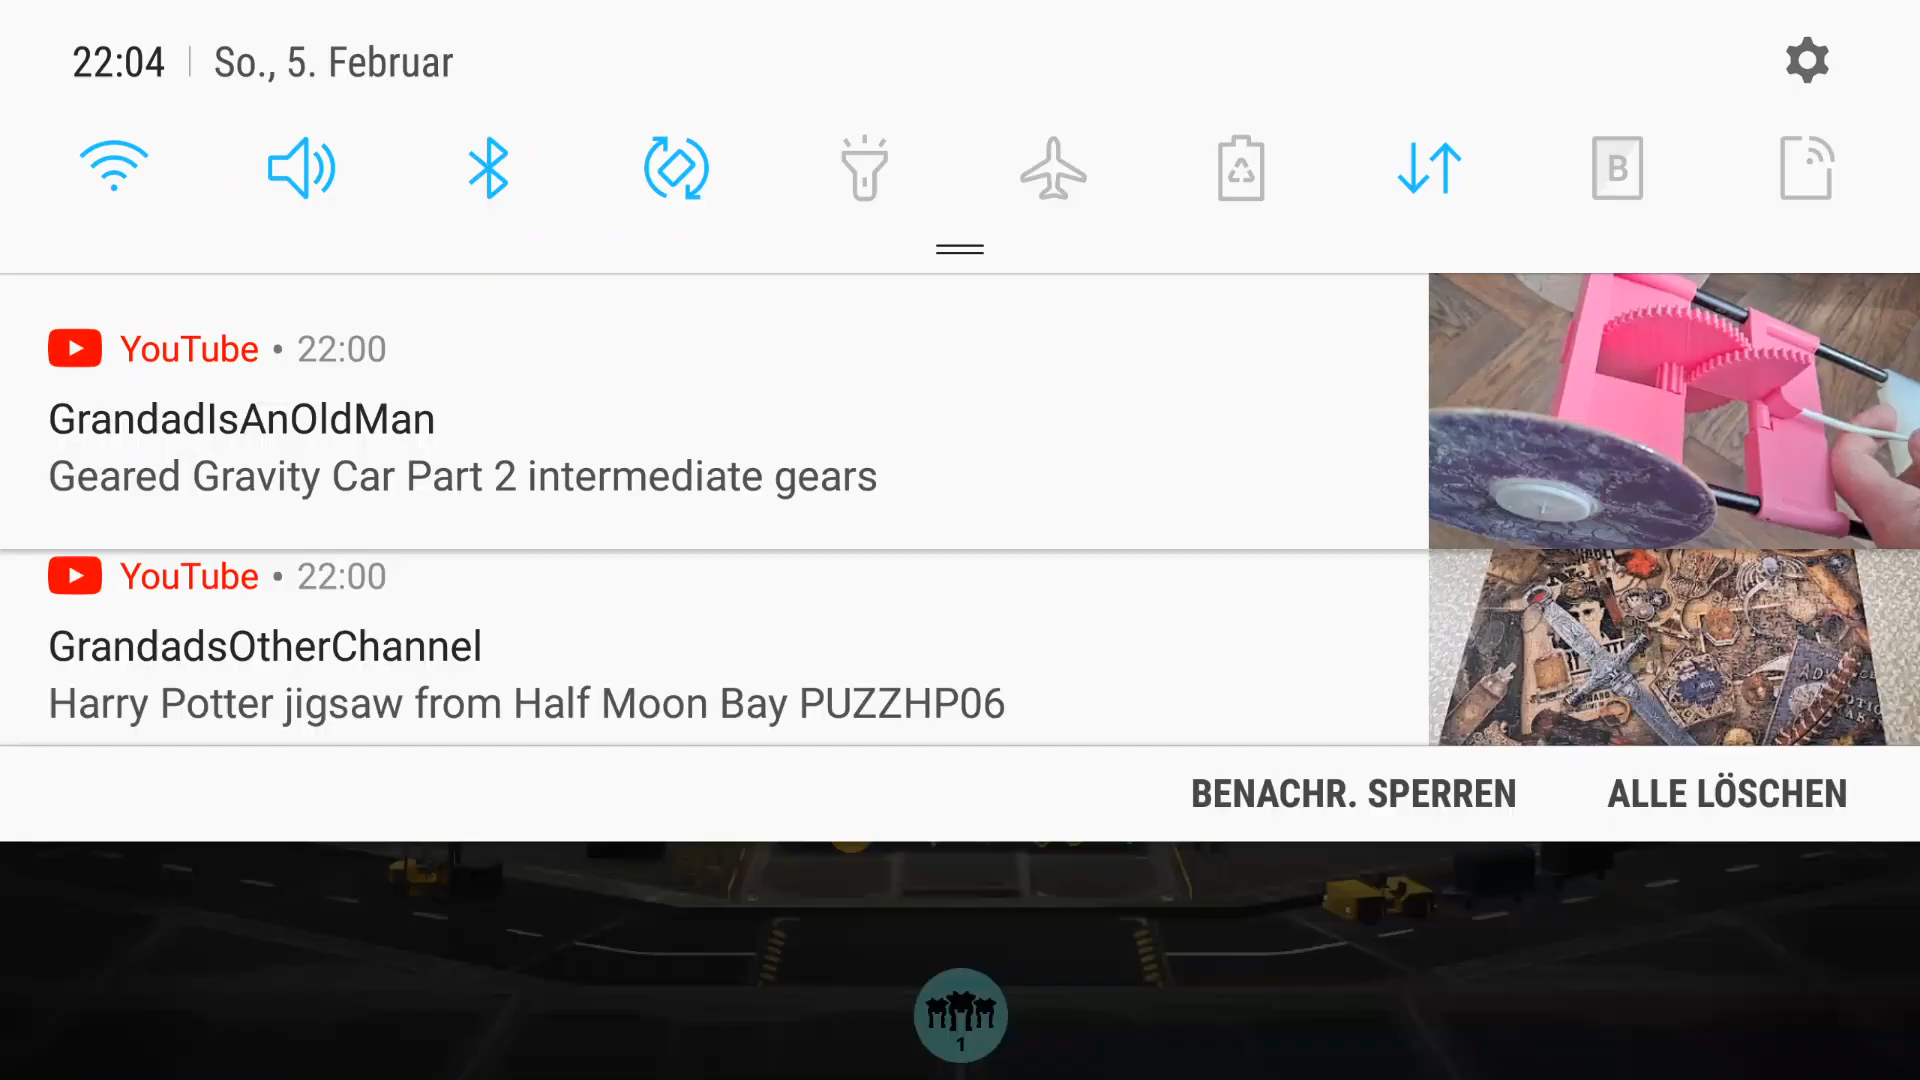 22:04 | So., 5. Februar
B
YouTube • 22:00
GrandadIsAnOldMan
Geared Gravity Car Part 2 intermediate gears
YouTube • 22:00
GrandadsOtherChannel
Harry Potter jigsaw from Half Moon Bay PUZZHP06
BENACHR. SPERREN ALLE LÖSCHEN
1